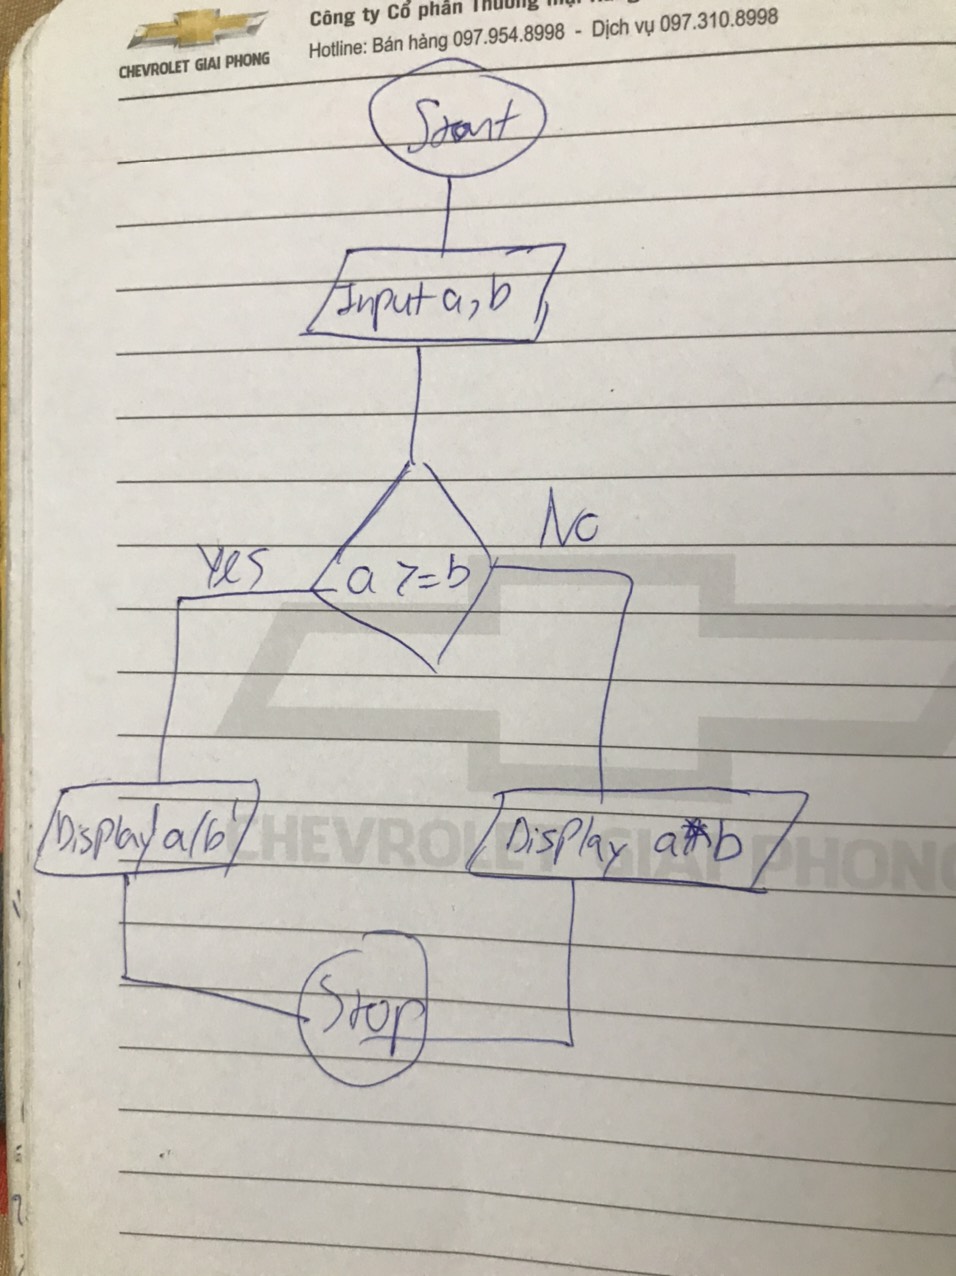 Công ty Cổ phần Thương mại
Hotline: Bán hàng 097.954.8998 - Dịch vụ 097.310.8998
CHEVROLET GIAI PHONG
Start
Input a, b
a >= b
Yes
No
Display a/b
Display a*b
CHEVROLET GIAI PHONG
Stop